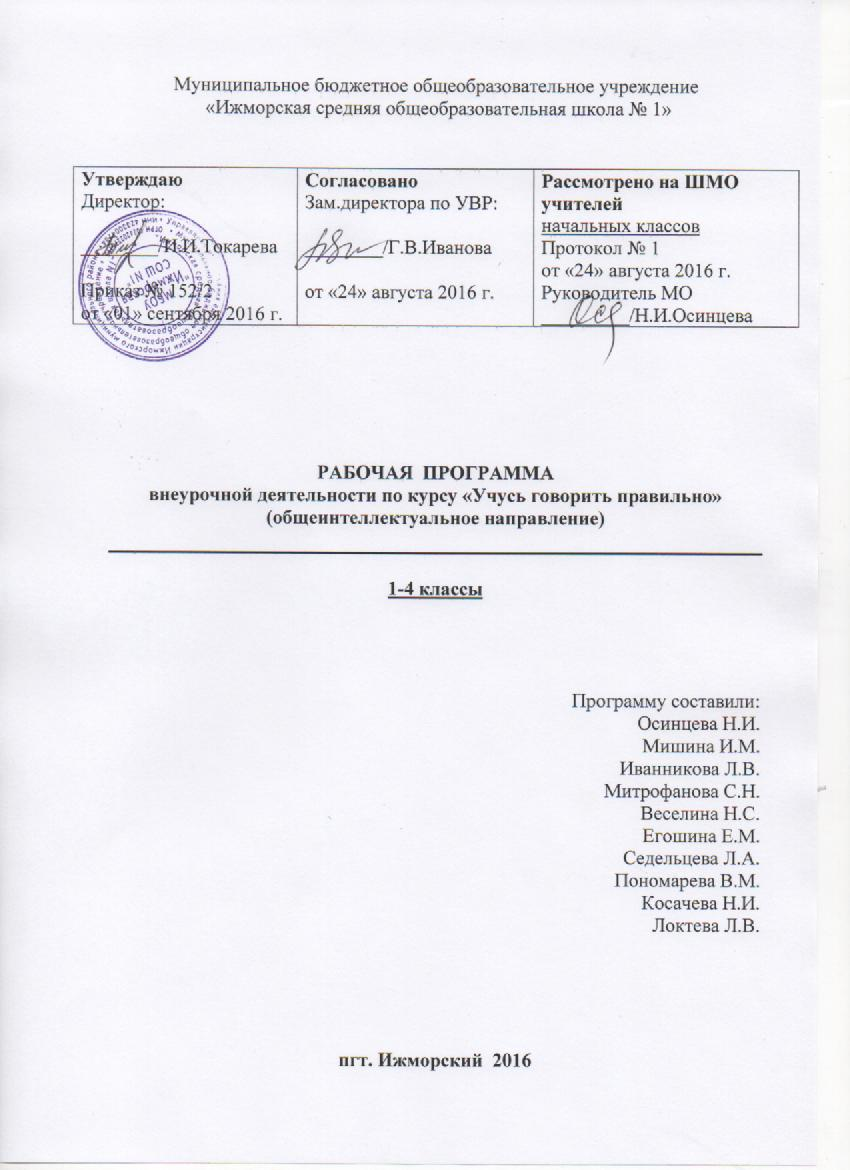 Муниципальное бюджетное общеобразовательное учреждение
«Ижморская средняя общеобразовательная школа № 1»
Утверждаю
Директор:
/И.И.Токарева
Приказ № 152/2
от «01» сентября 2016 г.
Согласовано
Зам.директора по УВР:
/Г.В.Иванова
от «24» августа 2016 г.
Рассмотрено на ШМО
учителей
начальных классов
Протокол № 1
от «24» августа 2016 г.
Руководитель МО
/Н.И.Осинцева
РАБОЧАЯ ПРОГРАММА
внеурочной деятельности по курсу «Учусь говорить правильно»
(общеинтеллектуальное направление)
1-4 классы
Программу составили:
Осинцева Н.И.
Мишина И.М.
Иванникова Л.В.
Митрофанова С.Н.
Веселина Н.С.
Егошина Е.М.
Седельцева Л.А.
Пономарева В.М.
Косачева Н.И.
Локтева Л.В.
пгт. Ижморский 2016